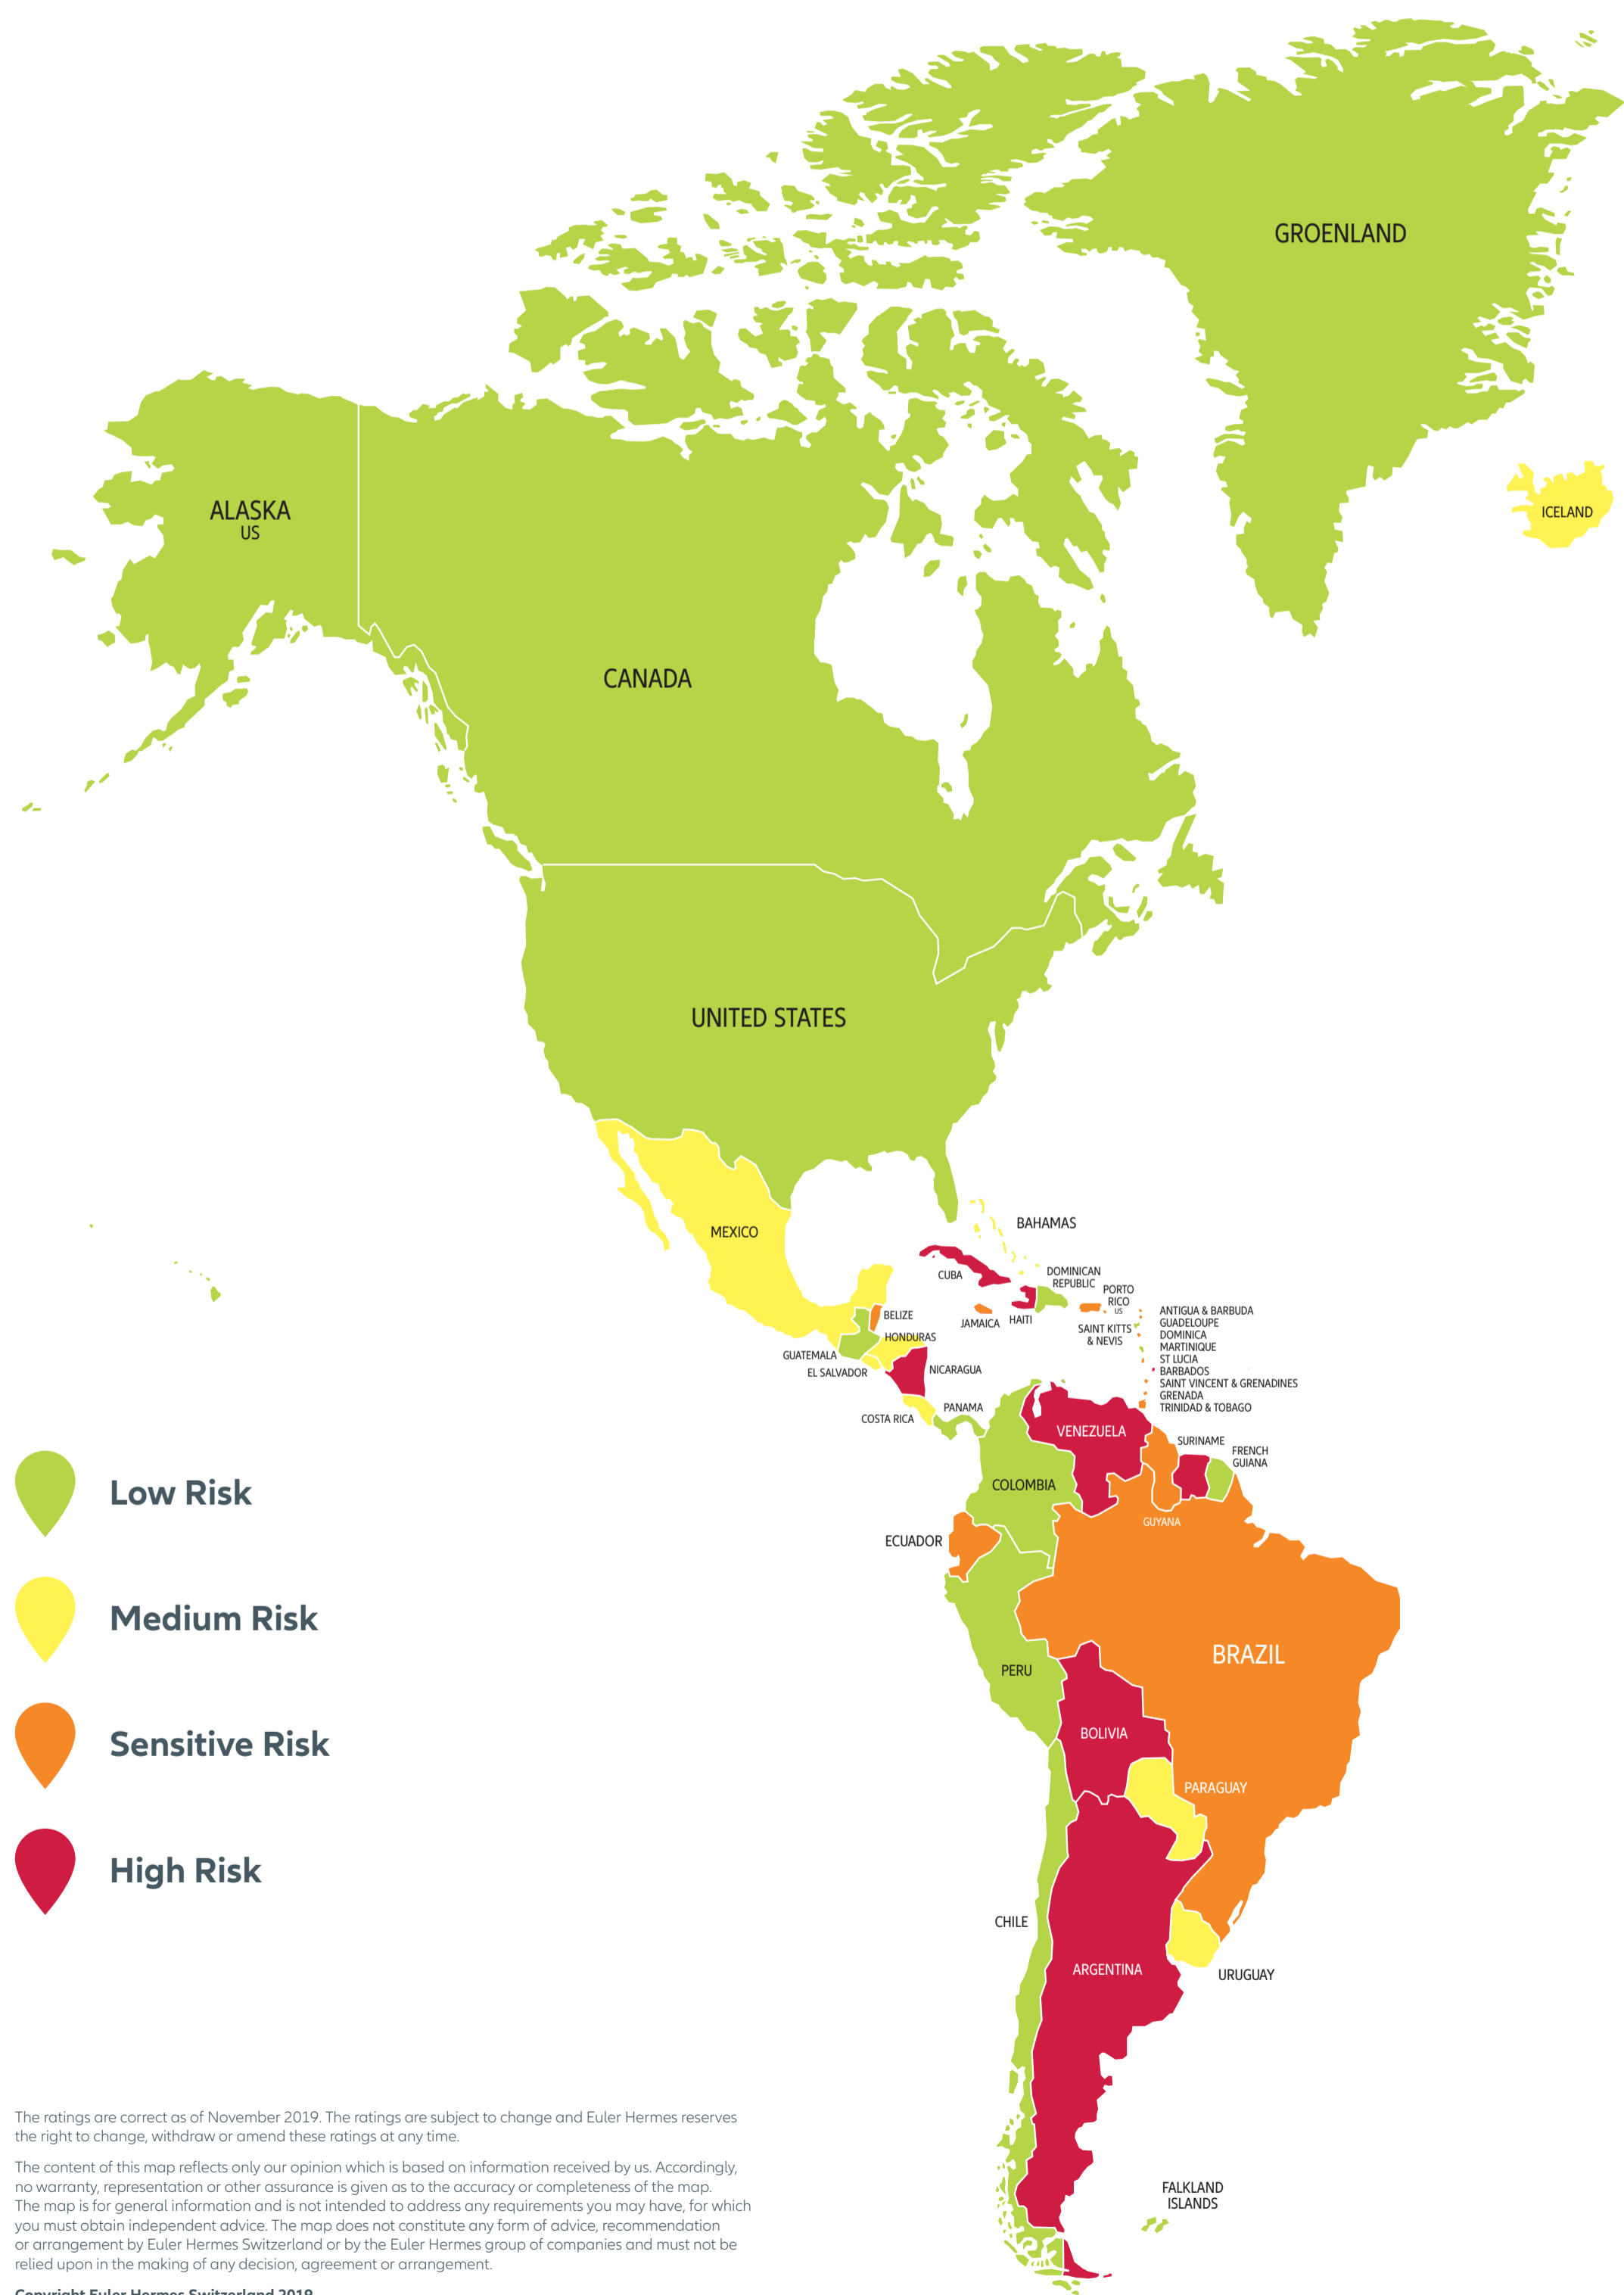 GROENLAND
ICELAND
ALASKA
US
CANADA
UNITED STATES
MEXICO
BAHAMAS
CUBA
DOMINICAN
REPUBLIC
PORTO
RICO
US
JAMAICA
HAITI
SAINT KITTS
& NEVIS
ANTIGUA & BARBUDA
GUADELOUPE
DOMINICA
MARTINIQUE
ST LUCIA
BARBADOS
SAINT VINCENT & GRENADINES
GRENADA
TRINIDAD & TOBAGO
BELIZE
HONDURAS
GUATEMALA
EL SALVADOR
NICARAGUA
COSTA RICA
PANAMA
VENEZUELA
SURINAME
FRENCH
GUIANA
COLOMBIA
GUYANA
ECUADOR
BRAZIL
PERU
BOLIVIA
PARAGUAY
CHILE
ARGENTINA
URUGUAY
FALKLAND
ISLANDS
Low Risk
Medium Risk
Sensitive Risk
High Risk
The ratings are correct as of November 2019. The ratings are subject to change and Euler Hermes reserves
the right to change, withdraw or amend these ratings at any time.
The content of this map reflects only our opinion which is based on information received by us. Accordingly,
no warranty, representation or other assurance is given as to the accuracy or completeness of the map.
The map is for general information and is not intended to address any requirements you may have, for which
you must obtain independent advice. The map does not constitute any form of advice, recommendation
or arrangement by Euler Hermes Switzerland or by the Euler Hermes group of companies and must not be
relied upon in the making of any decision, agreement or arrangement.
Copyright Euler Hermes Switzerland 2019